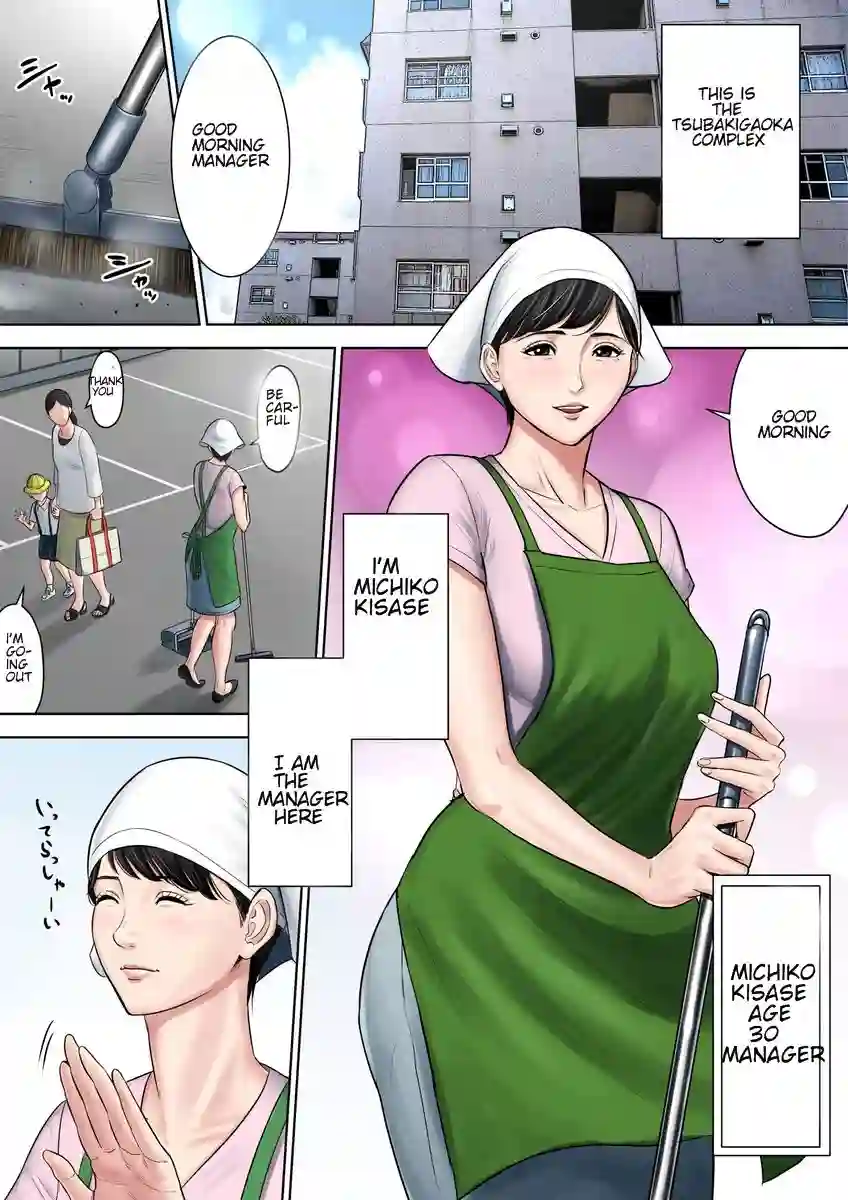 THIS IS
THE
TSUBAKIGAOKA
COMPLEX
GOOD
MORNING
MANAGER
シャッ
シャッ
GOOD
MORNING
I'M
MICHIKO
KISASE
I AM
THE
MANAGER
HERE
MICHIKO
KISASE
AGE
30
MANAGER
BE
CAR-
FUL
THANK
YOU
I'M
GO-
ING
OUT
いってらっしゃーい